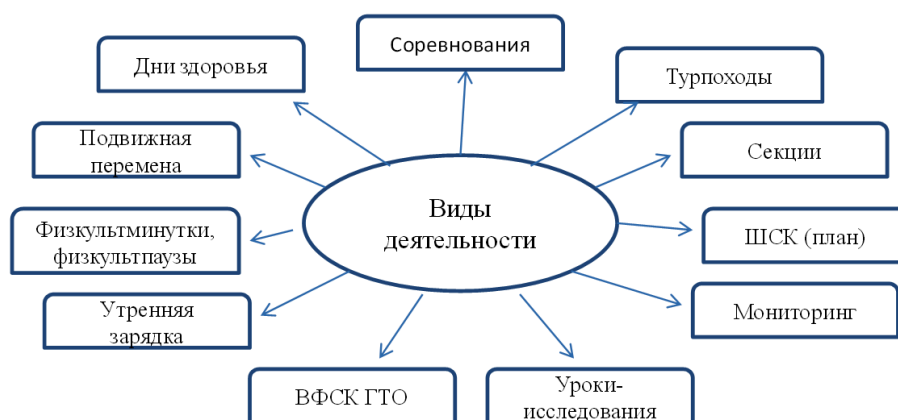 Соревнования
Дни здоровья
Турпоходы
Подвижная
перемена
Секции
Виды
деятельности
Физкультминутки,
физкультпаузы
ШСК (план)
Утренняя
зарядка
Мониторинг
ВФСК ГТО
Уроки-
исследования